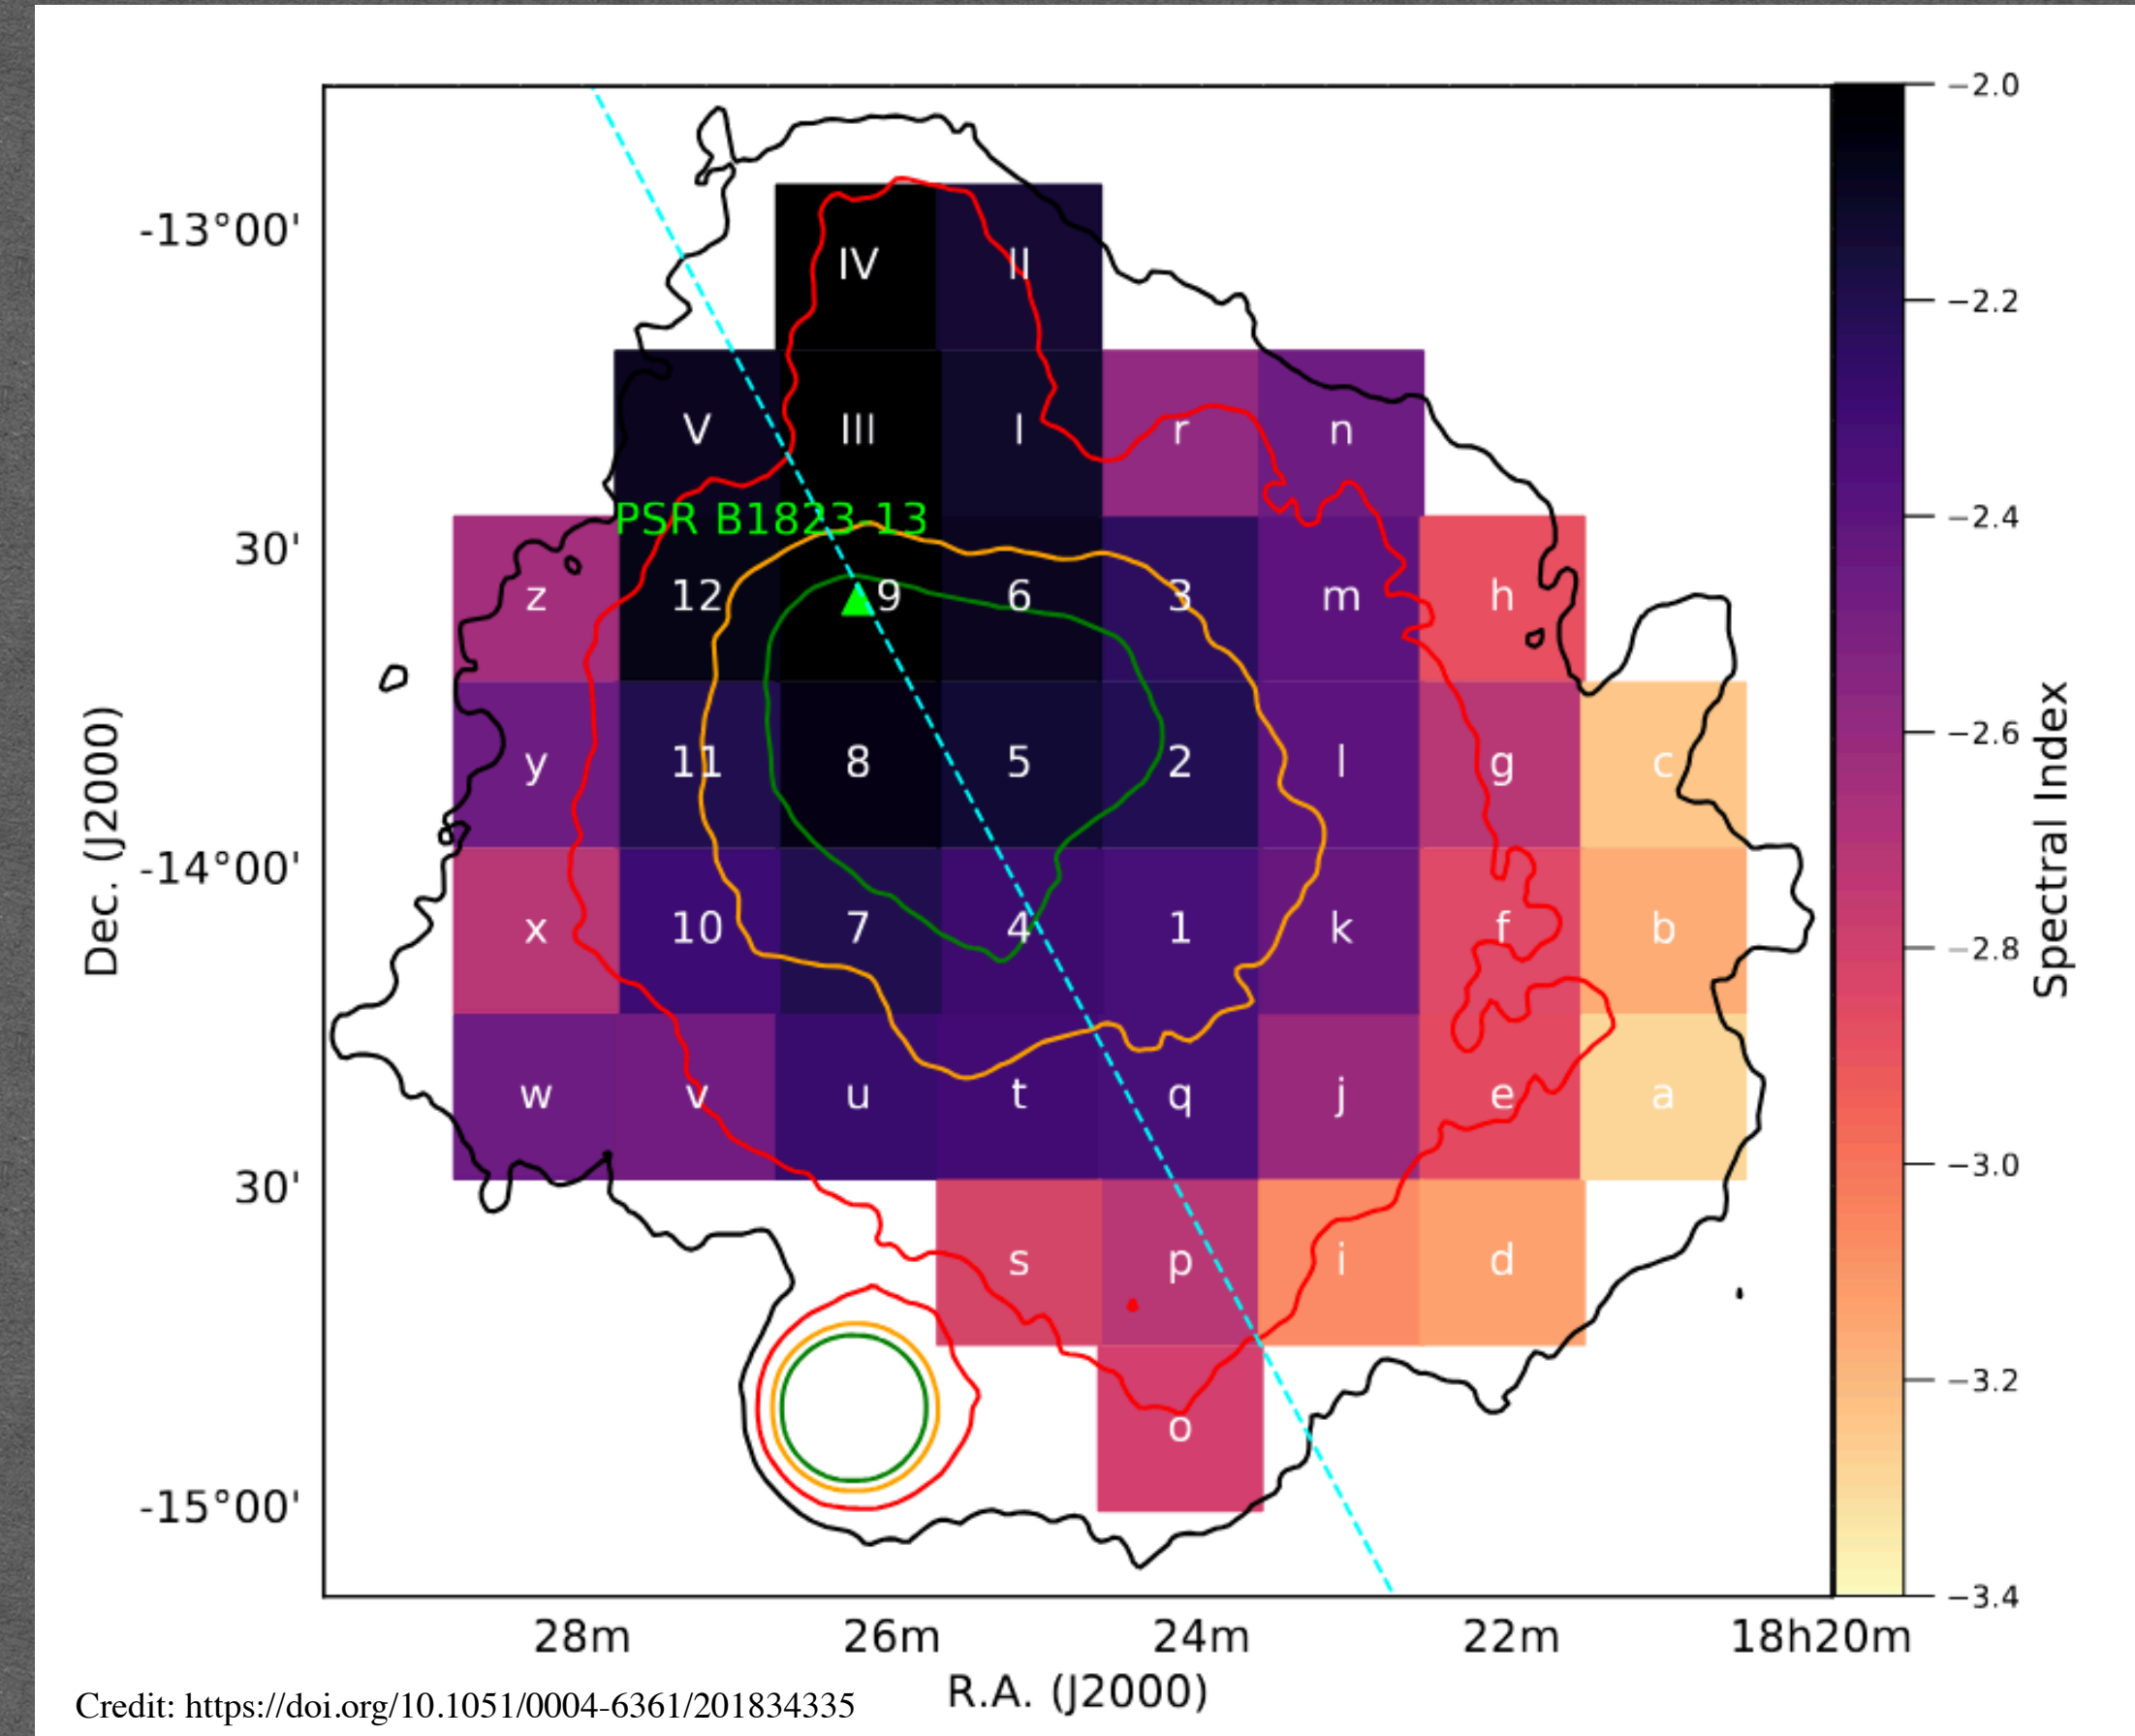 −2.0
−2.2
−2.4
−2.6
−2.8
−3.0
−3.2
−3.4
Spectral Index
-13°00'
30'
-14°00'
30'
-15°00'
Dec. (J2000)
IV II
V III I r n
PSR B1823-13
z 12 9 6 3 m h
y 11 8 5 2 l g c
x 10 7 4 1 k f b
w v u t q j e a
s p i d
o
28m 26m 24m 22m 18h20m
R.A. (J2000)
Credit: https://doi.org/10.1051/0004-6361/201834335